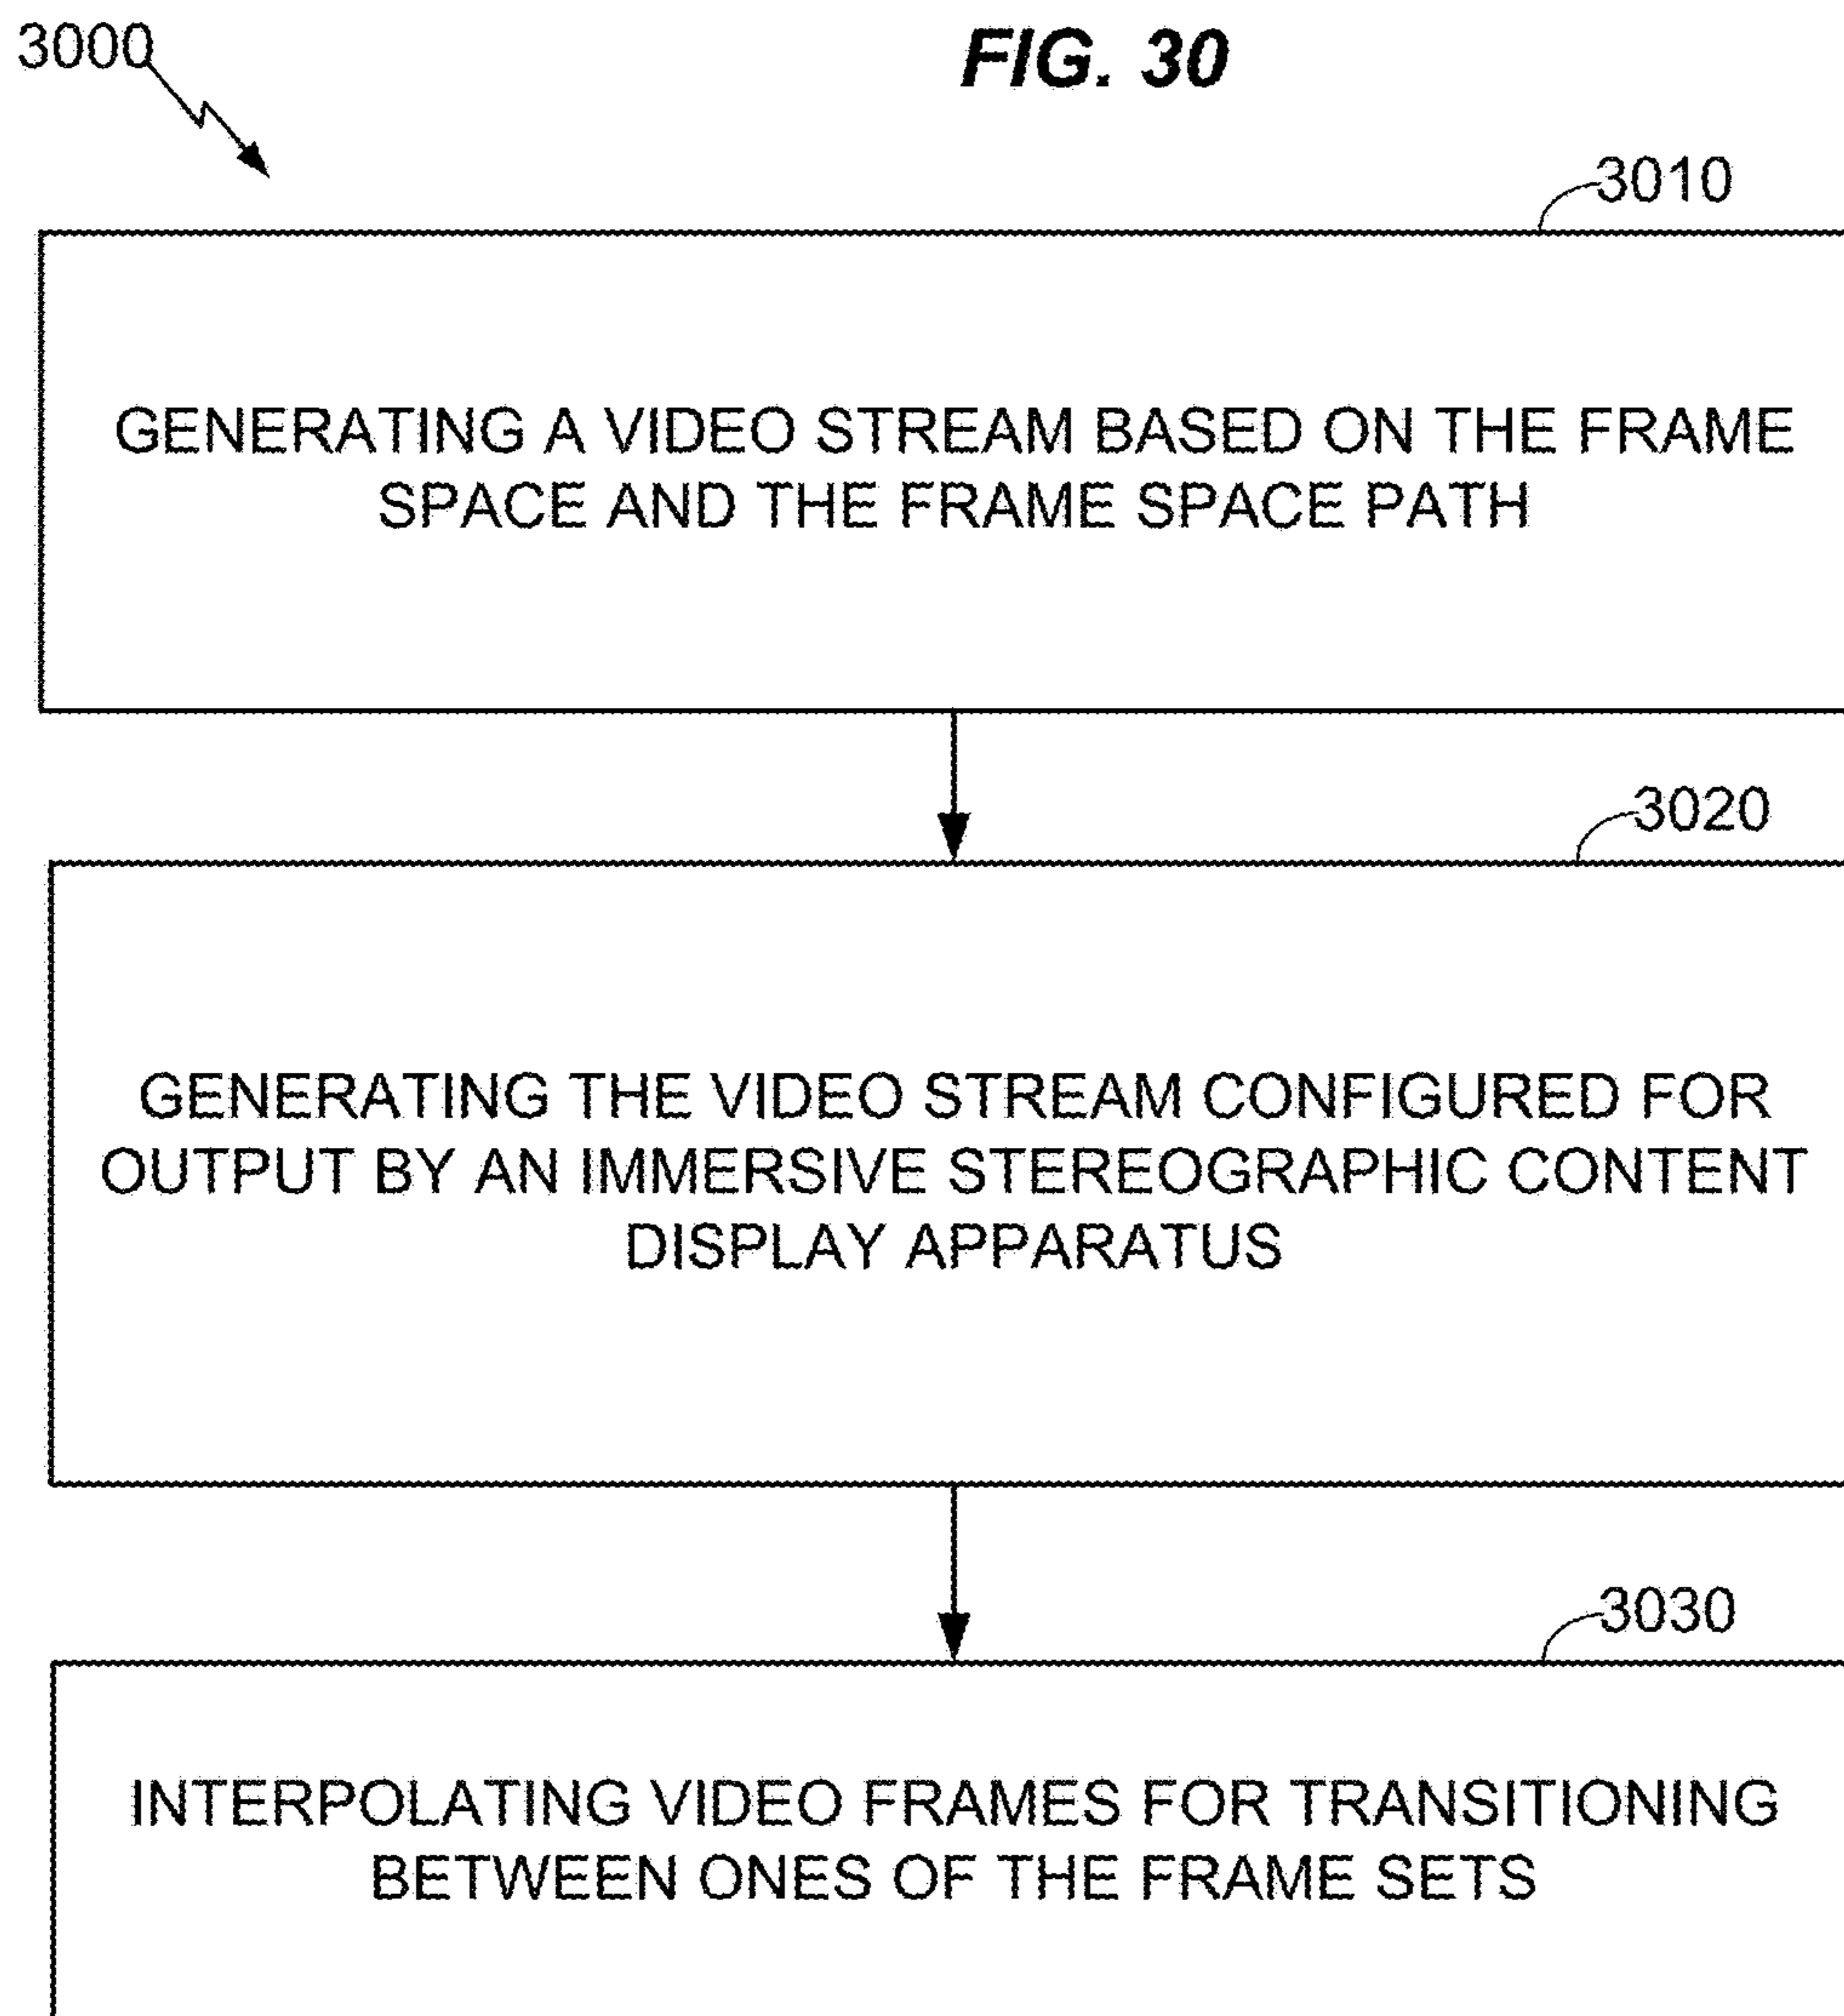 3000
FIG. 30
3010
GENERATING A VIDEO STREAM BASED ON THE FRAME
SPACE AND THE FRAME SPACE PATH
3020
GENERATING THE VIDEO STREAM CONFIGURED FOR
OUTPUT BY AN IMMERSIVE STEREOGRAPHIC CONTENT
DISPLAY APPARATUS
3030
INTERPOLATING VIDEO FRAMES FOR TRANSITIONING
BETWEEN ONES OF THE FRAME SETS